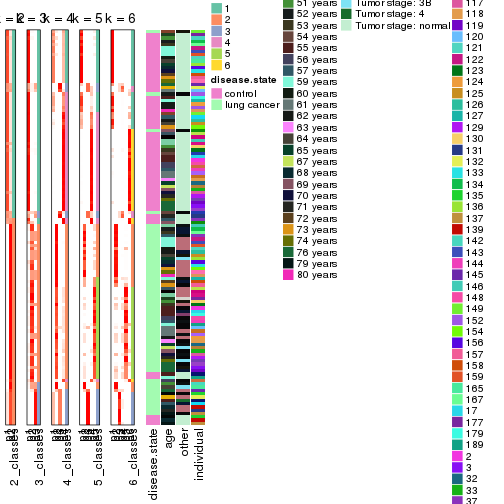 k = 2
k = 3
k = 4
k = 5
k = 6
1
2
3
4
5
6
disease.state
control
lung cancer
51 years
52 years
53 years
54 years
55 years
56 years
57 years
59 years
60 years
61 years
62 years
63 years
64 years
65 years
67 years
68 years
69 years
70 years
71 years
72 years
73 years
74 years
76 years
79 years
80 years
Tumor stage: 3B
Tumor stage: 4
Tumor stage: normal
117
118
119
120
121
122
123
124
125
126
127
129
130
131
132
133
134
135
136
137
139
142
143
144
145
146
148
149
152
154
156
157
158
159
165
167
17
177
179
189
2
3
32
33
37
2_classes
3_classes
4_classes
5_classes
6_classes
disease.state
age
other
individual